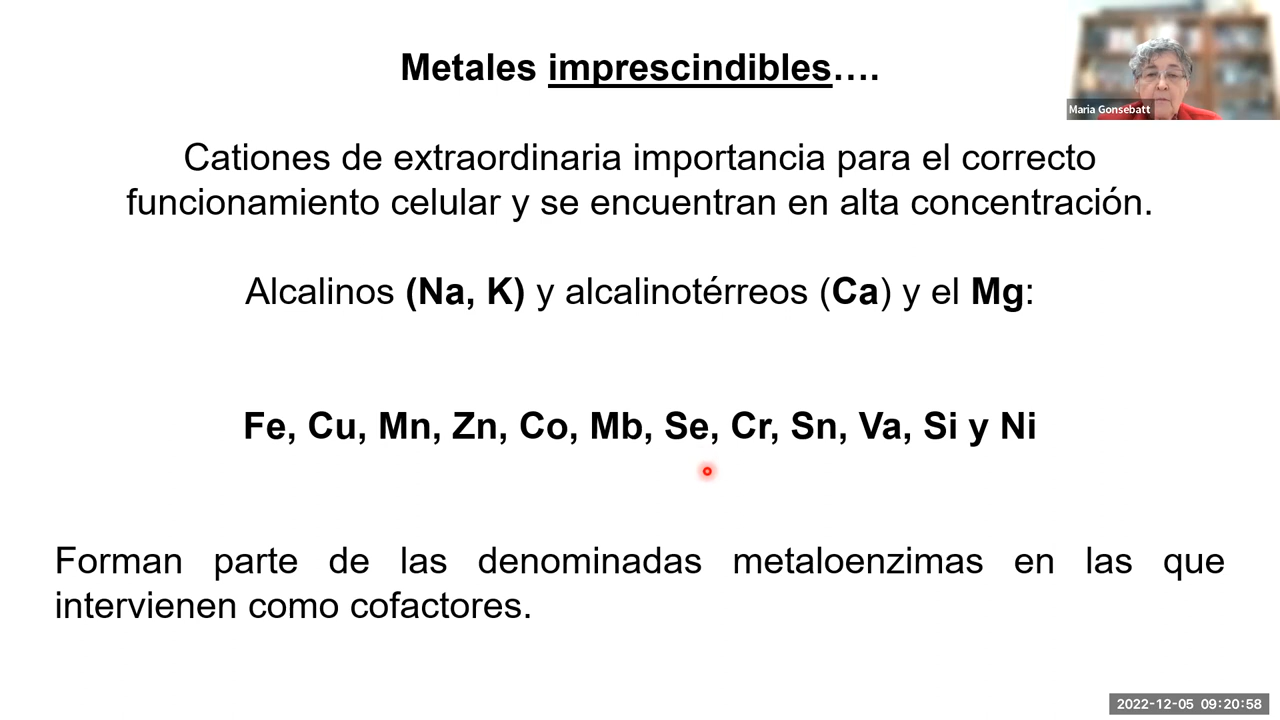 Metales imprescindibles….
Maria Gonsebatt
Cationes de extraordinaria importancia para el correcto
funcionamiento celular y se encuentran en alta concentración.
Alcalinos (Na, K) y alcalinotérreos (Ca) y el Mg:
Fe, Cu, Mn, Zn, Co, Mb, Se, Cr, Sn, Va, Si y Ni
Forman parte de las denominadas metaloenzimas en las que
intervienen como cofactores.
2022-12-05 09:20:58